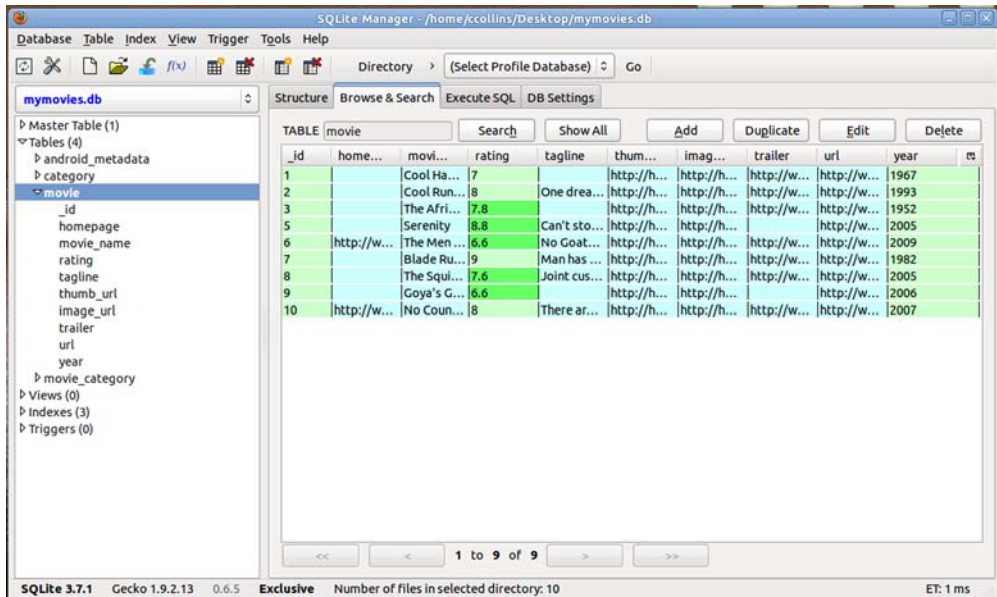 SQLite Manager - /home/ccollins/Desktop/mymovies.db
Database Table Index View Trigger Tools Help
f(x) Directory > (Select Profile Database) Go
mymovies.db
Master Table (1)
Tables (4)
android_metadata
category
movie
_id
homepage
movie_name
rating
tagline
thumb_url
image_url
trailer
url
year
movie_category
Views (0)
Indexes (3)
Triggers (0)
Structure Browse & Search Execute SQL DB Settings
TABLE movie Search Show All Add Duplicate Edit Delete
_id home... movi... rating tagline thum... imag... trailer url year
1 Cool Ha... 7 http://h... http://h... http://w... http://w... 1967
2 Cool Run... 8 One drea... http://h... http://h... http://w... http://w... 1993
3 The Afri... 7.8 http://h... http://h... http://w... http://w... 1952
5 Serenity 8.8 Can't sto... http://h... http://h... http://w... 2005
6 http://w... The Men ... 6.6 No Goat... http://h... http://h... http://w... http://w... 2009
7 Blade Ru... 9 Man has ... http://h... http://h... http://w... http://w... 1982
8 The Squi... 7.6 Joint cus... http://h... http://h... http://w... http://w... 2005
9 Goya's G... 6.6 http://h... http://h... http://w... 2006
10 http://w... No Coun... 8 There ar... http://h... http://h... http://w... http://w... 2007
<< < 1 to 9 of 9 > >>
SQLite 3.7.1 Gecko 1.9.2.13 0.6.5 Exclusive Number of files in selected directory: 10 ET: 1 ms